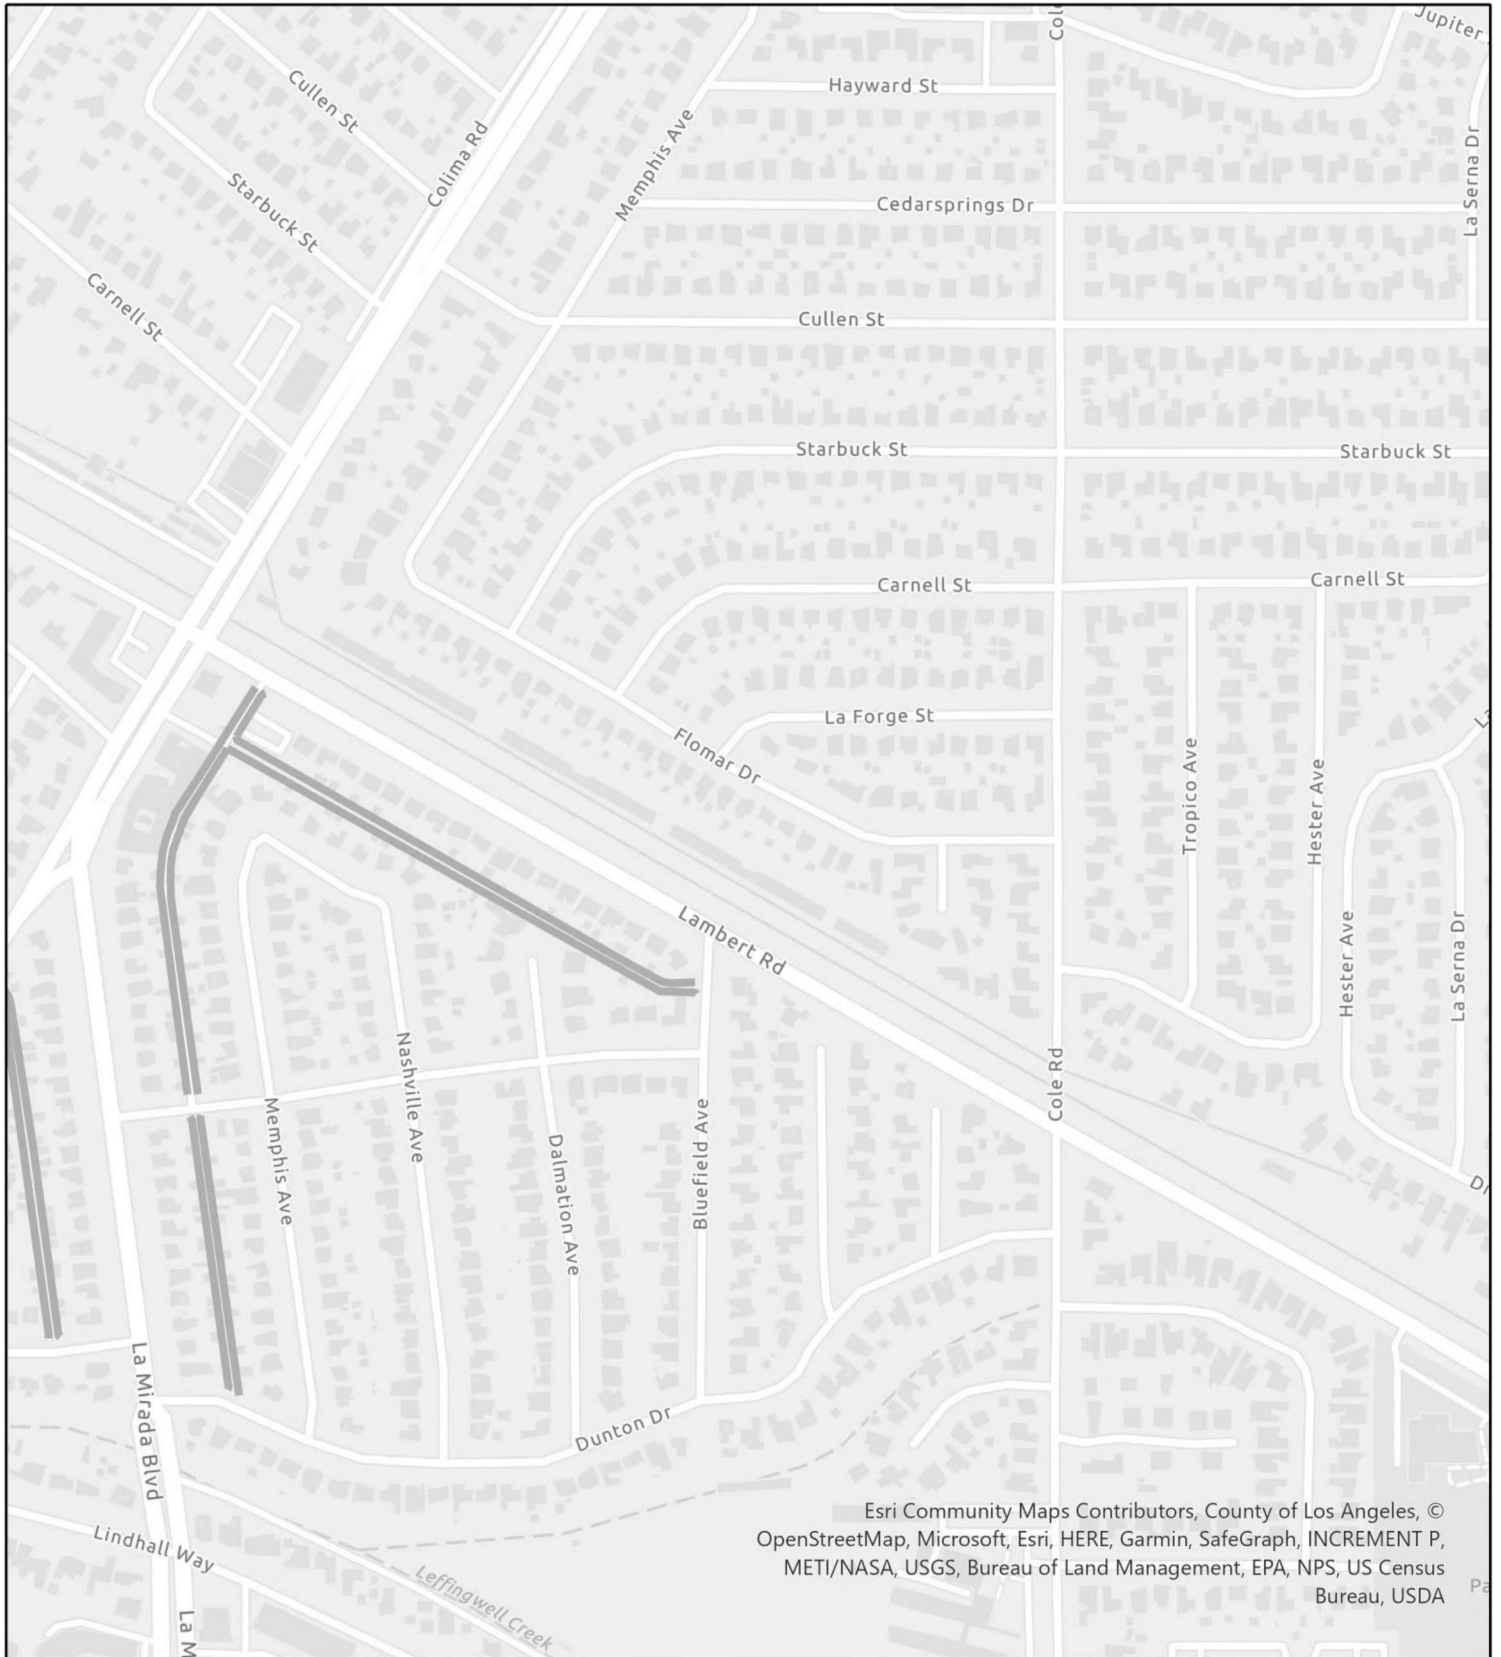 Jupiter
Colo
Cullen St
Hayward St
Colima Rd
Memphis Ave
La Serna Dr
Starbuck St
Cedarsprings Dr
Carnell St
Cullen St
Starbuck St
Starbuck St
Carnell St
Carnell St
La Forge St
Flomar Dr
Tropico Ave
Hester Ave
Lambert Rd
Hester Ave
La Serna Dr
Nashville Ave
Cole Rd
Memphis Ave
Bluefield Ave
Dalmation Ave
Dr
La Mirada Blvd
Dunton Dr
Lindhall Way
Leffingwell Creek
La M
Esri Community Maps Contributors, County of Los Angeles, ©
OpenStreetMap, Microsoft, Esri, HERE, Garmin, SafeGraph, INCREMENT P,
METI/NASA, USGS, Bureau of Land Management, EPA, NPS, US Census
Bureau, USDA
Pa